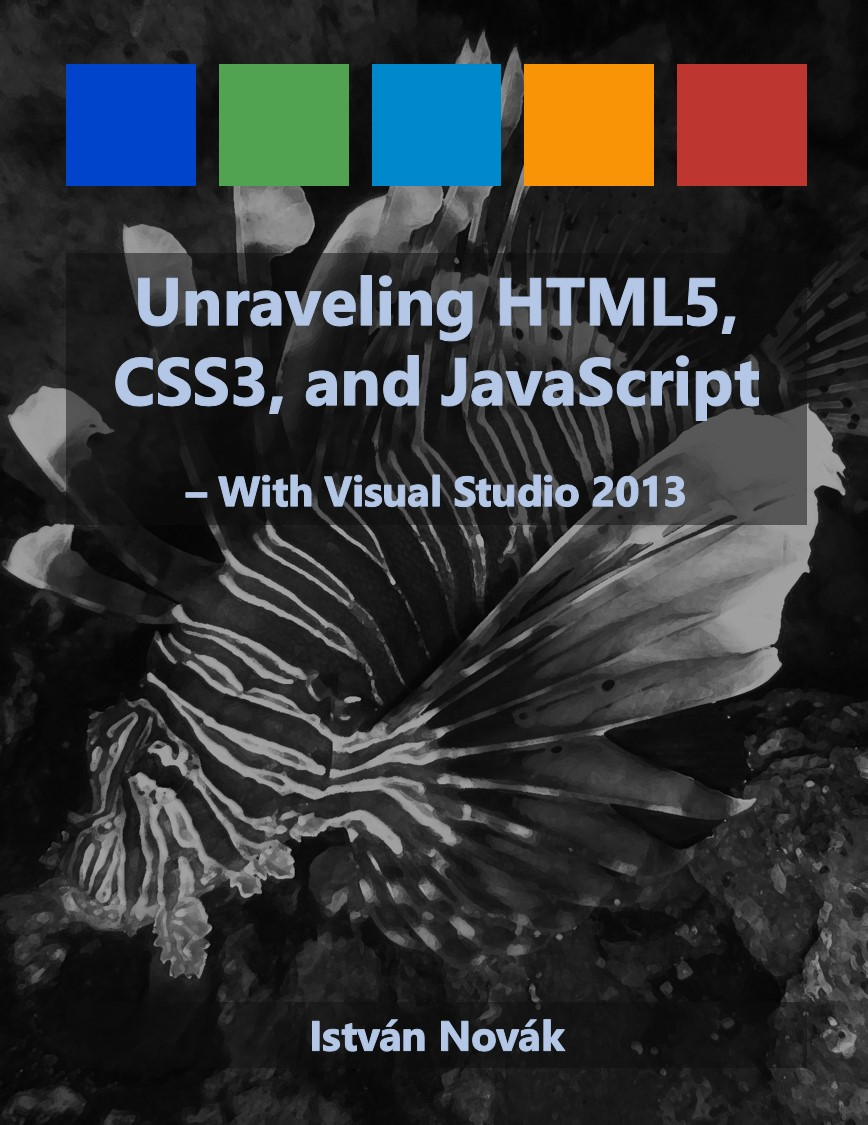 Unraveling HTML5,
CSS3, and JavaScript
– With Visual Studio 2013
István Novák